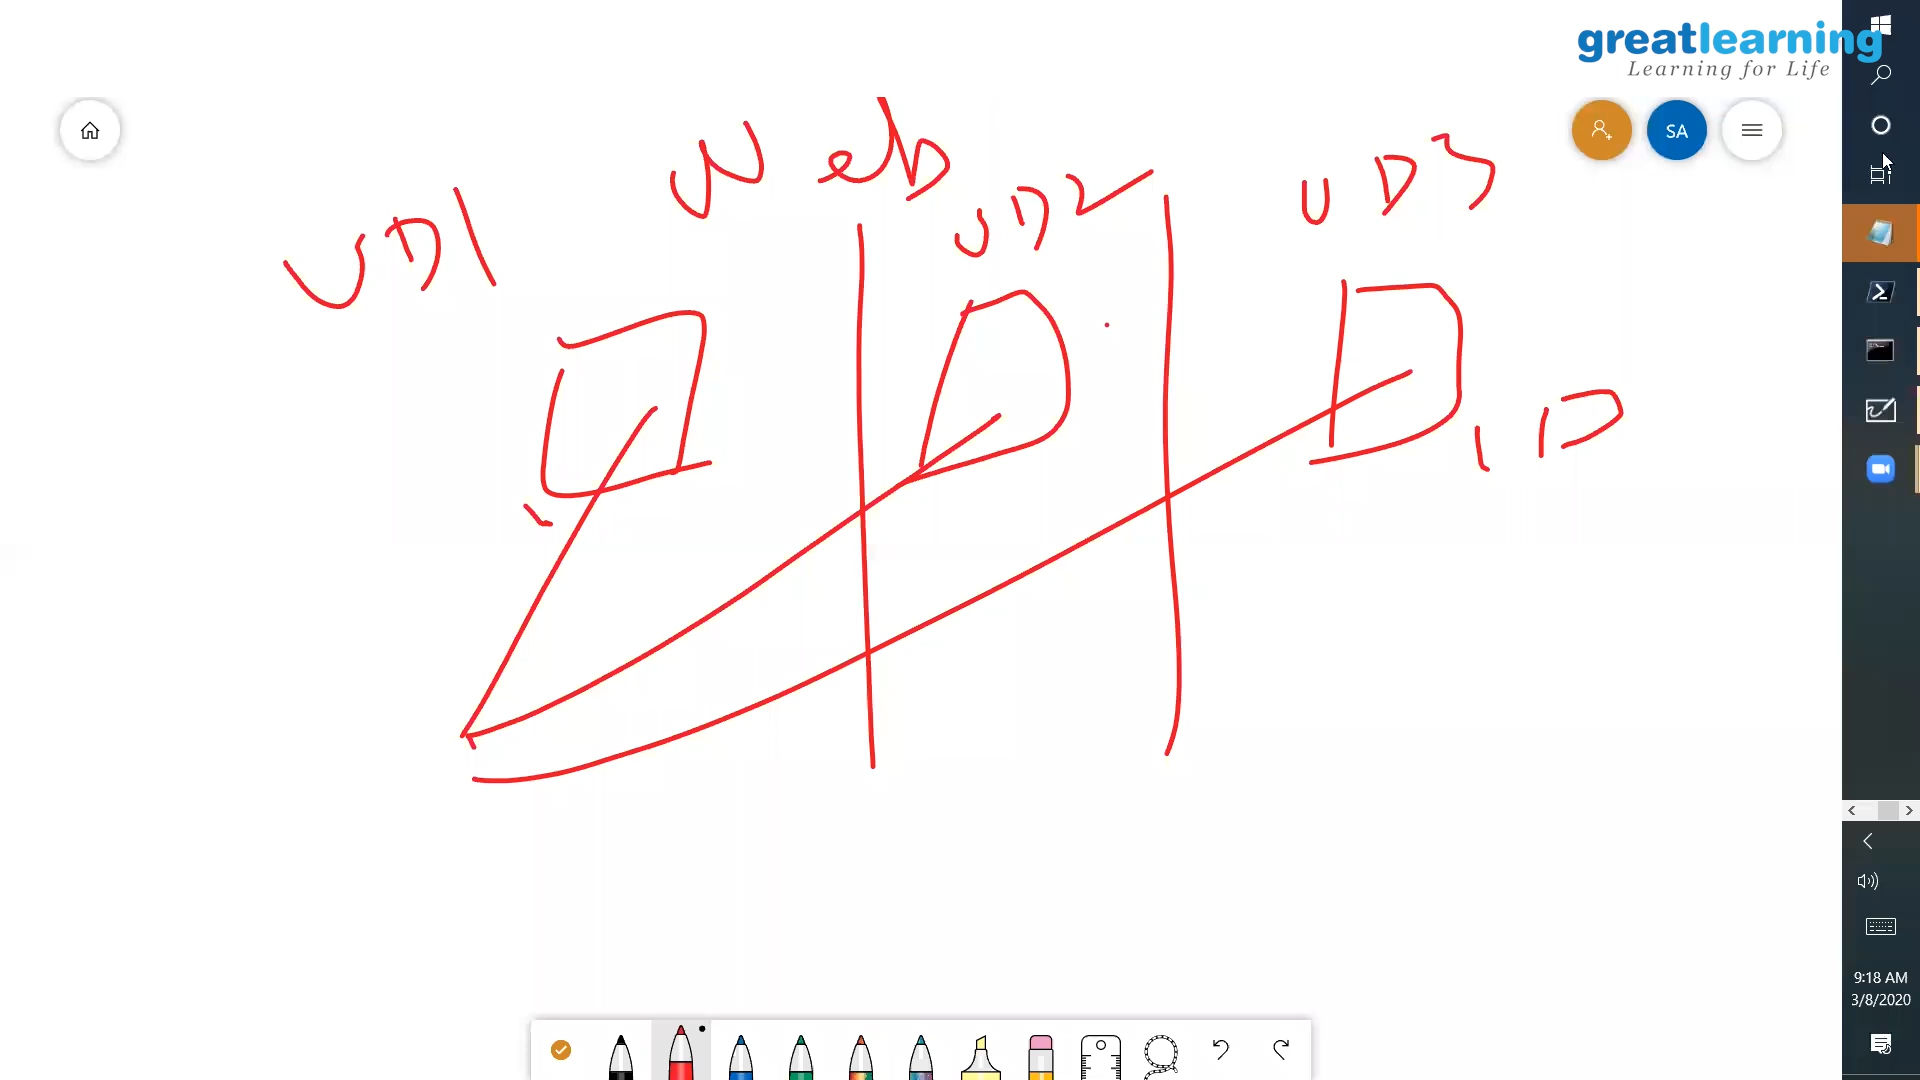 greatlearning
Learning for Life
SA
Web
UD1
UD2
UD3
9:18 AM
3/8/2020